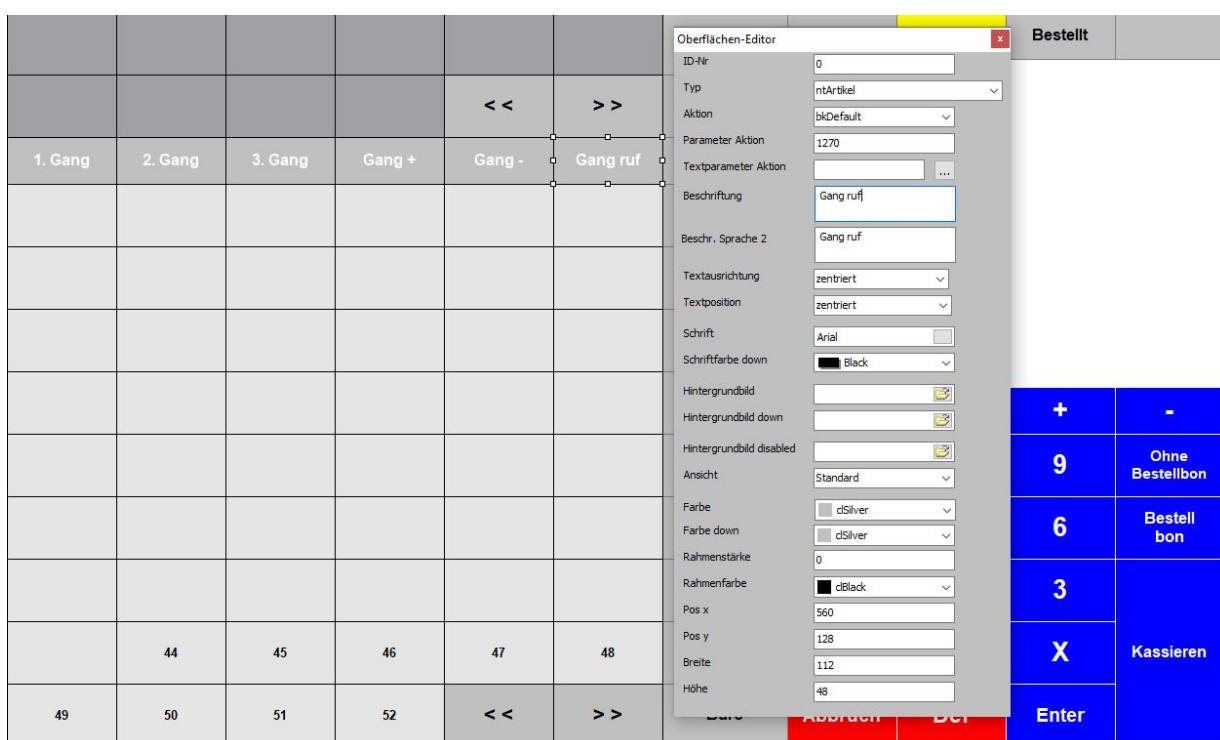 Bestellt
<< >>
1. Gang 2. Gang 3. Gang Gang + Gang - Gang ruf
Oberflächen-Editor x
ID-Nr 0
Typ ntArtikel
Aktion bkDefault
Parameter Aktion 1270
Textparameter Aktion ...
Beschriftung Gang ruf
Beschr. Sprache 2 Gang ruf
Textausrichtung zentriert
Textposition zentriert
Schrift Arial
Schriftfarbe down Black
Hintergrundbild
Hintergrundbild down
Hintergrundbild disabled
Ansicht Standard
Farbe clSilver
Farbe down clSilver
Rahmenstärke 0
Rahmenfarbe clBlack
Pos x 560
Pos y 128
Breite 112
Höhe 48
+ -
9 Ohne
Bestellbon
6 Bestell
bon
3
44 45 46 47 48 X Kassieren
49 50 51 52 << >> Büro Abbruch Enter